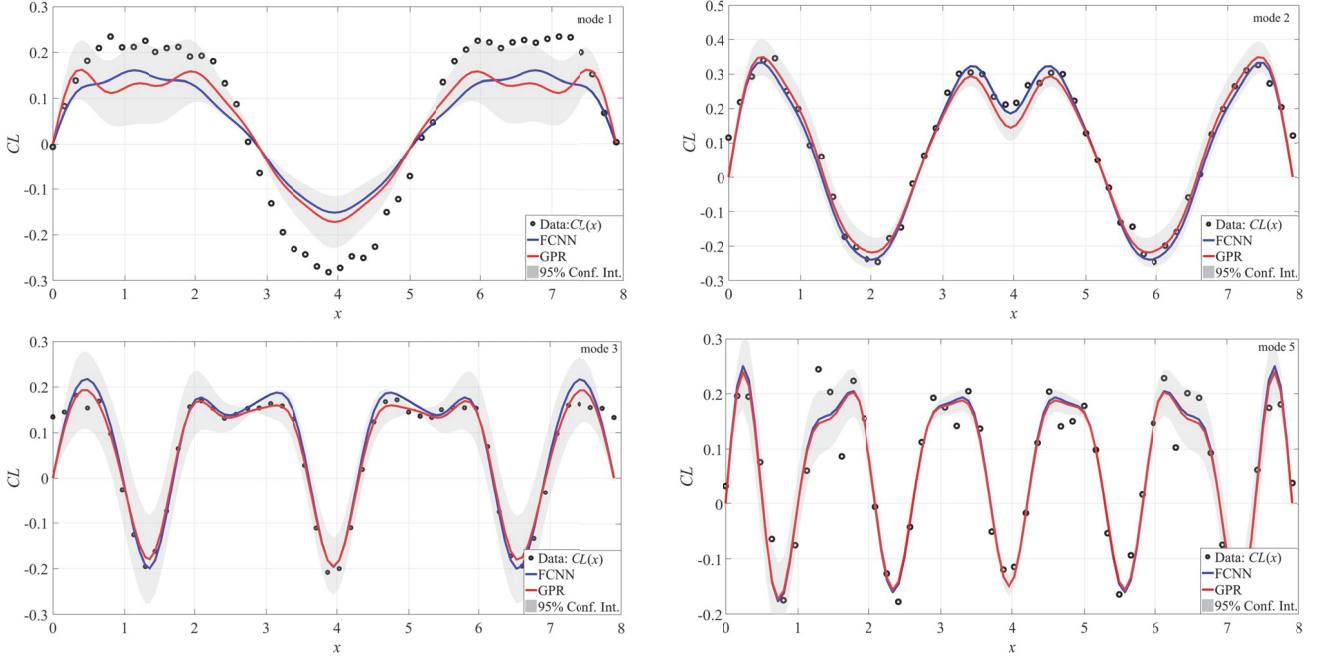 0.3
mode 1
0.2
0.1
0
-0.1
-0.2
-0.3
CL
0 1 2 3 4 5 6 7 8
x
Data:CL(x)
FCNN
GPR
95% Conf. Int.
0.5
mode 2
0.4
0.3
0.2
0.1
0
-0.1
-0.2
0.3
CL
0 1 2 3 4 5 6 7 8
x
Data: CL(x)
FCNN
GPR
95% Conf. Int.
0.3
mode 3
0.2
0.1
0
-0.1
-0.2
-0.3
CL
0 1 2 3 4 5 6 7 8
x
Data: CL(x)
FCNN
GPR
95% Conf. Int.
0.3
mode 5
0.2
0.1
0
-0.1
-0.2
CL
0 1 2 3 4 5 6 7 8
x
Data: CL(x)
FCNN
GPR
95% Conf. Int.